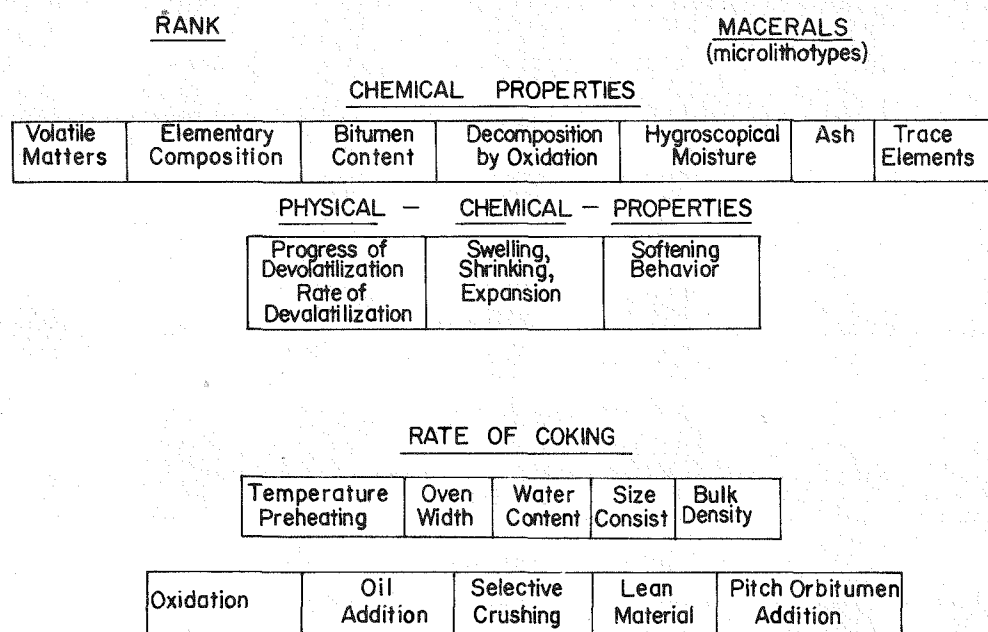 RANK
MACERALS
(microlithotypes)
CHEMICAL PROPERTIES
Volatile Matters
Elementary Composition
Bitumen Content
Decomposition by Oxidation
Hygroscopical Moisture
Ash
Trace Elements
PHYSICAL - CHEMICAL - PROPERTIES
Progress of
Devolatilization
Rate of
Devalatilization
Swelling,
Shrinking,
Expansion
Softening
Behavior
RATE OF COKING
Temperature
Preheating
Oven
Width
Water
Content
Size
Consist
Bulk
Density
Oxidation
Oil
Addition
Selective
Crushing
Lean
Material
Pitch Orbitumen
Addition